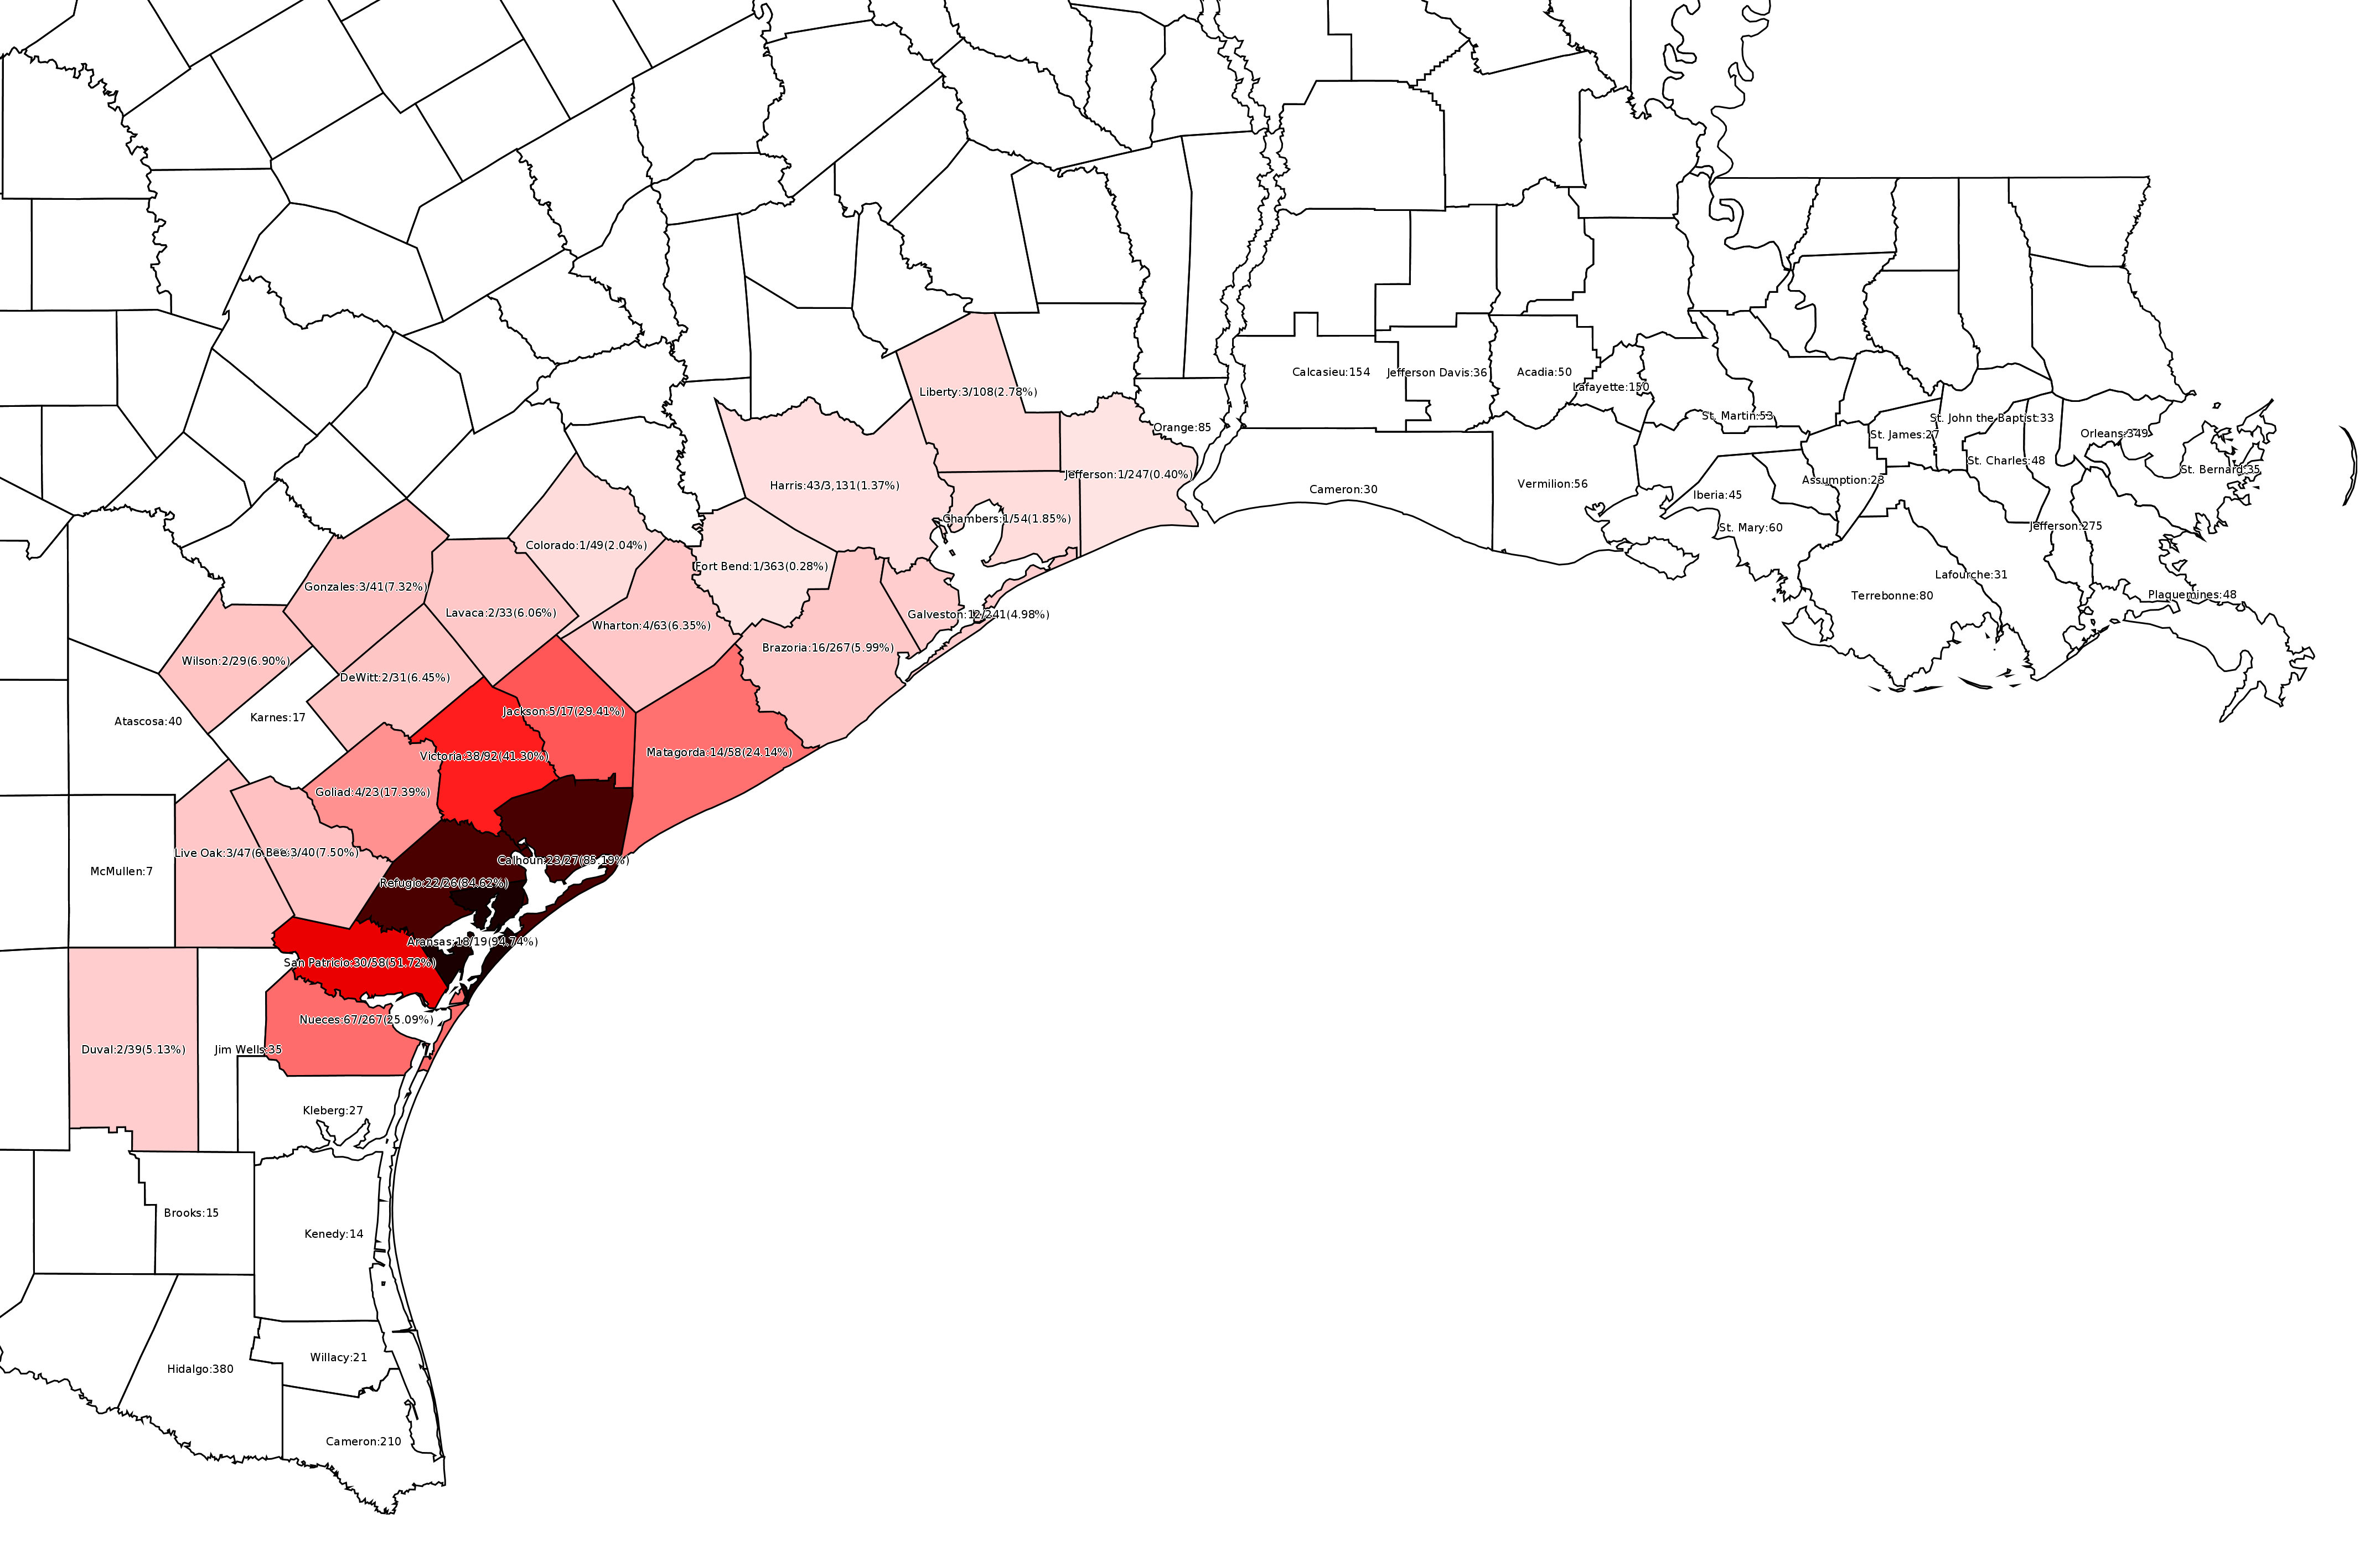 Calcasieu:154
Jefferson Davis:36
Acadia:50
Lafayette:150
Liberty:3/108(2.78%)
St. Martin:53
St. John the Baptist:33
Orange:85
St. James:27
Orleans:349
St. Charles:48
St. Bernard:35
Jefferson:1/247(0.40%)
Assumption:23
Harris:43/3,131(1.37%)
Cameron:30
Vermilion:56
Iberia:45
Chambers:1/54(1.85%)
St. Mary:60
Jefferson:275
Colorado:1/49(2.04%)
Fort Bend:1/363(0.28%)
Lafourche:31
Gonzales:3/41(7.32%)
Terrebonne:80
Plaquemines:48
Lavaca:2/33(6.06%)
Galveston:12/241(4.98%)
Wharton:4/63(6.35%)
Brazoria:16/267(5.99%)
Wilson:2/29(6.90%)
DeWitt:2/31(6.45%)
Jackson:5/17(29.41%)
Karnes:17
Atascosa:40
Matagorda:14/58(24.14%)
Victoria:38/92(41.30%)
Goliad:4/23(17.39%)
Live Oak:3/47(6
Bee:3/40(7.50%)
Calhoun:23/27(85.19%)
McMullen:7
Refugio:22/26(84.62%)
Aransas:18/19(94.74%)
San Patricio:30/58(51.72%)
Nueces:67/267(25.09%)
Duval:2/39(5.13%)
Jim Wells:35
Kleberg:27
Brooks:15
Kenedy:14
Willacy:21
Hidalgo:380
Cameron:210